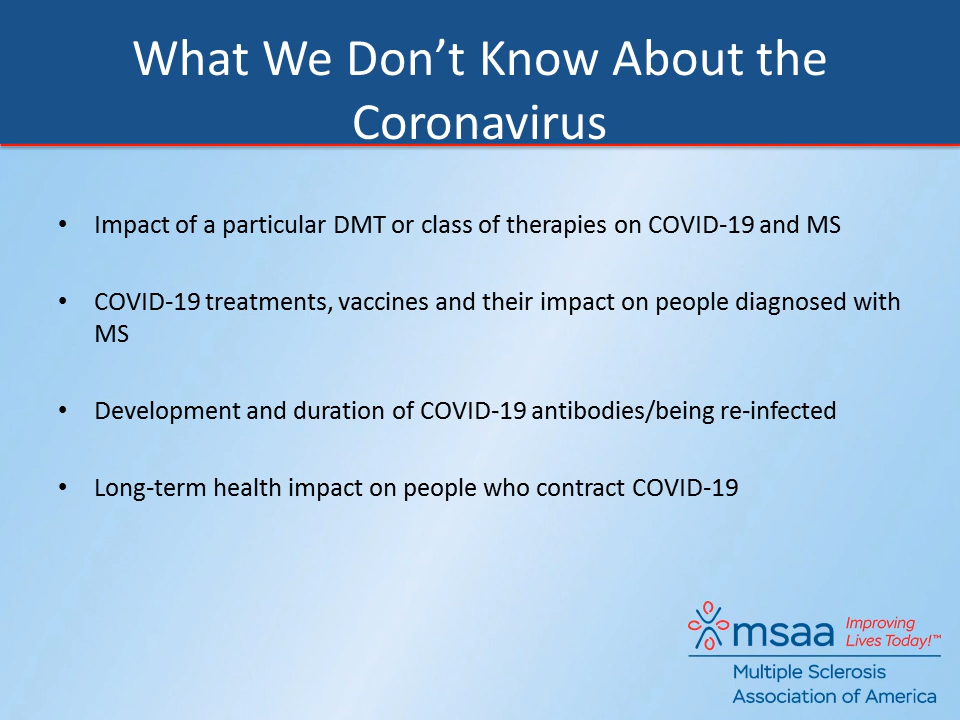 What We Don’t Know About the
Coronavirus
• Impact of a particular DMT or class of therapies on COVID-19 and MS
• COVID-19 treatments, vaccines and their impact on people diagnosed with
MS
• Development and duration of COVID-19 antibodies/being re-infected
• Long-term health impact on people who contract COVID-19
msaa Improving
Lives Today!™
Multiple Sclerosis
Association of America